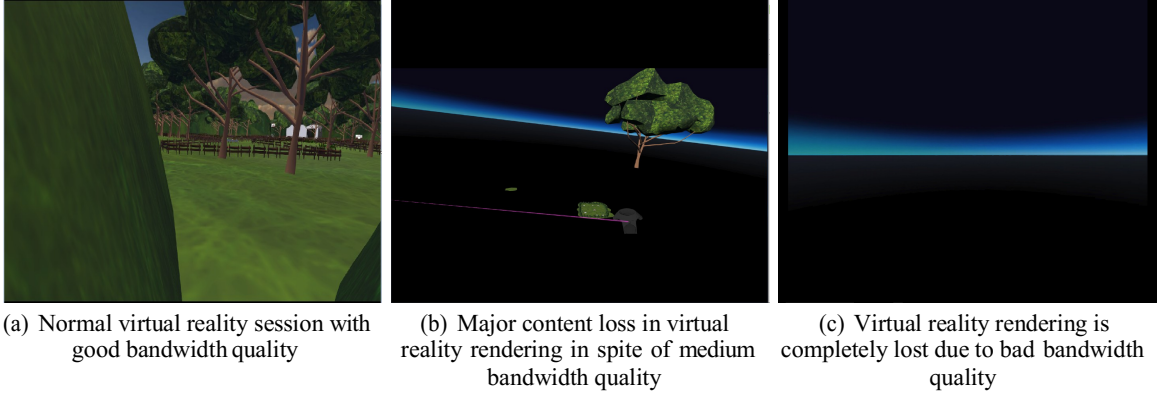 (a) Normal virtual reality session with
good bandwidth quality
(b) Major content loss in virtual
reality rendering in spite of medium
bandwidth quality
(c) Virtual reality rendering is
completely lost due to bad bandwidth
quality